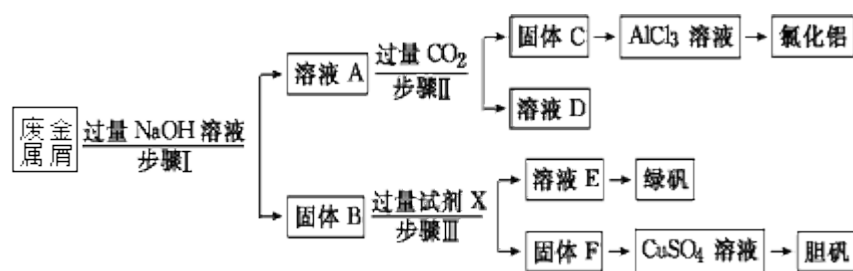 废金属屑
过量 NaOH 溶液
步骤Ⅰ
溶液 A
过量 CO₂
步骤Ⅱ
固体 C
AlCl₃ 溶液
氯化铝
溶液 D
固体 B
过量试剂 X
步骤Ⅲ
溶液 E
绿矾
固体 F
CuSO₄ 溶液
胆矾